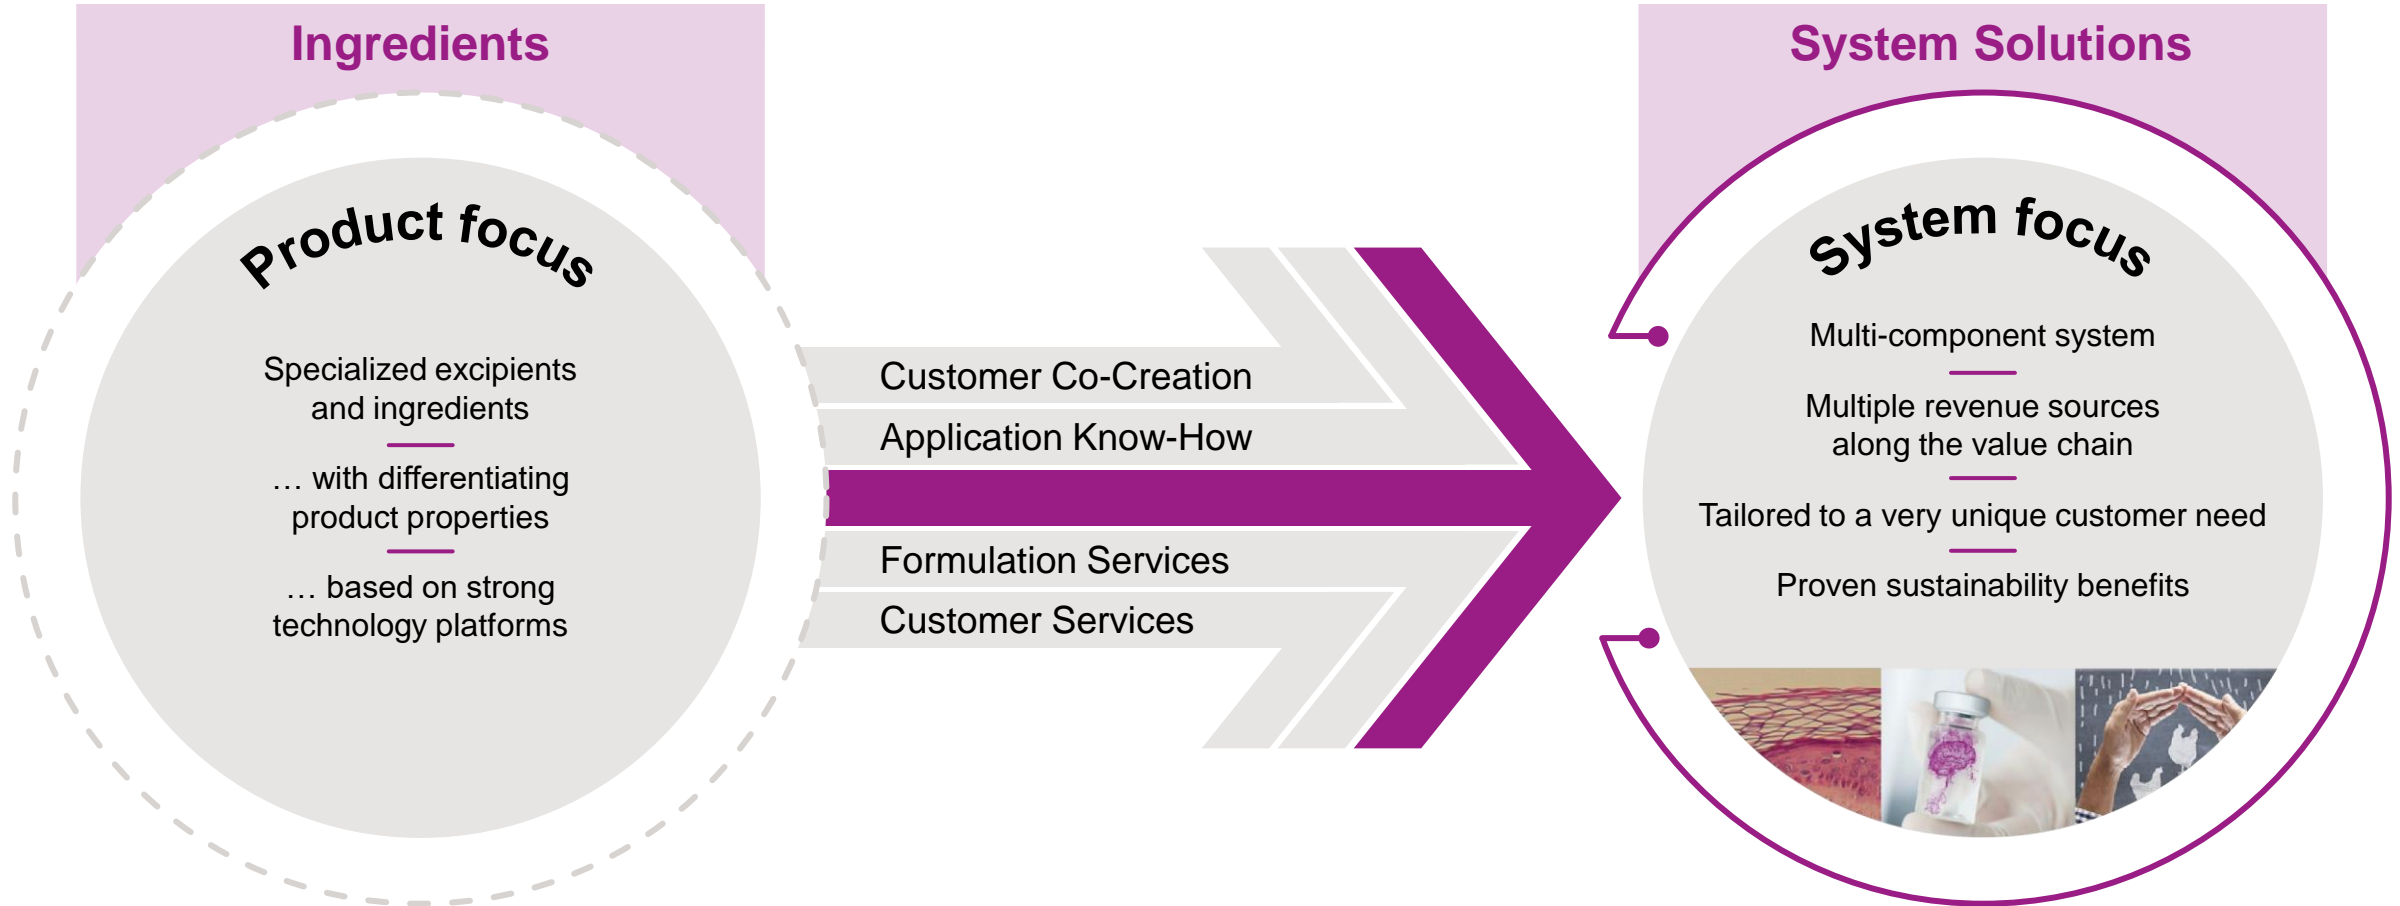 Ingredients
Product focus
Specialized excipients
and ingredients
… with differentiating
product properties
… based on strong
technology platforms
Customer Co-Creation
Application Know-How
Formulation Services
Customer Services
System Solutions
System focus
Multi-component system
Multiple revenue sources
along the value chain
Tailored to a very unique customer need
Proven sustainability benefits